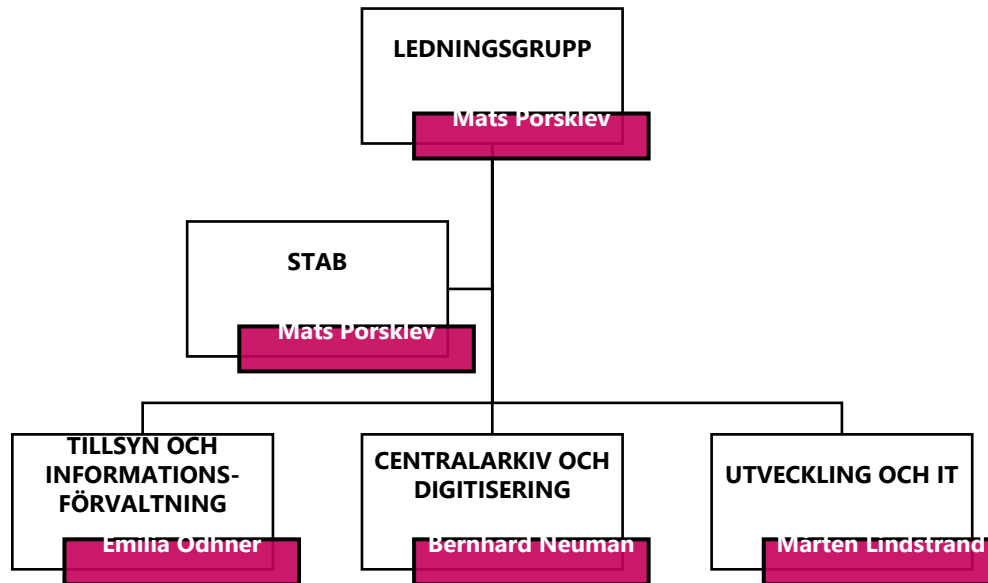 LEDNINGSGRUPP
Mats Porsklev
STAB
Mats Porsklev
TILLSYN OCH
INFORMATIONS-
FÖRVALTNING
Emilia Odhner
CENTRALARKIV OCH
DIGITISERING
Bernhard Neuman
UTVECKLING OCH IT
Mårten Lindstrand